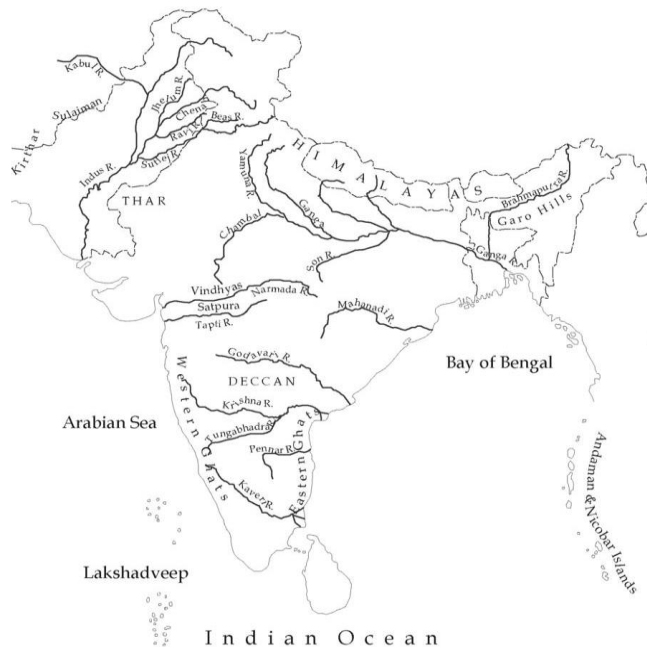 Kabul R.
Sulaiman
Kirthar
Jhelum R.
Chenab
Ravi R.
Beas R.
Sutlej R.
Indus R.
THAR
HIMALAYAS
Yamuna R.
Ganga
Chambal
Son R.
Brahmaputra R.
Garo Hills
Ganga R.
Vindhyas
Narmada R.
Satpura
Tapti R.
Mahanadi R.
Godavari R.
DECCAN
Bay of Bengal
Western Ghats
Krishna R.
Arabian Sea
Tungabhadra R.
Pennar R.
Eastern Ghats
Kaveri R.
Andaman & Nicobar Islands
Lakshadweep
Indian Ocean